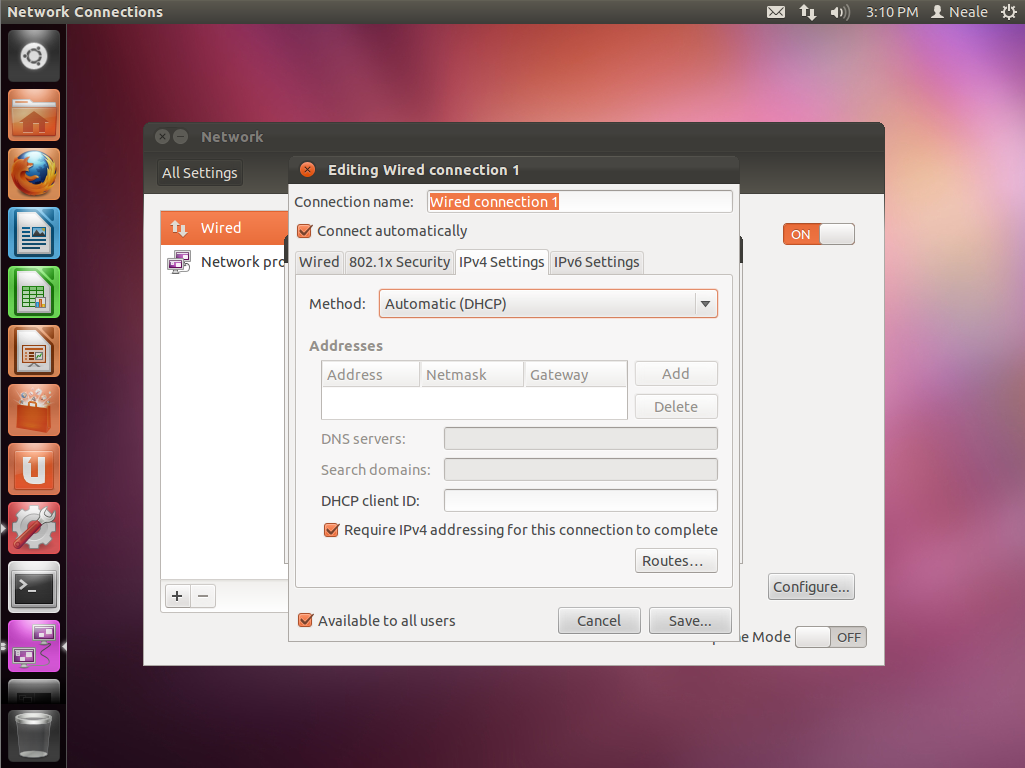 Network Connections 3:10 PM Neale
Network
All Settings
Editing Wired connection 1
Connection name: Wired connection 1
Connect automatically
Wired
Network pro
ON
Wired 802.1x Security IPv4 Settings IPv6 Settings
Method: Automatic (DHCP)
Addresses
Address Netmask Gateway
Add
Delete
DNS servers:
Search domains:
DHCP client ID:
Require IPv4 addressing for this connection to complete
Routes...
Configure...
Available to all users
Cancel Save...
Mode OFF